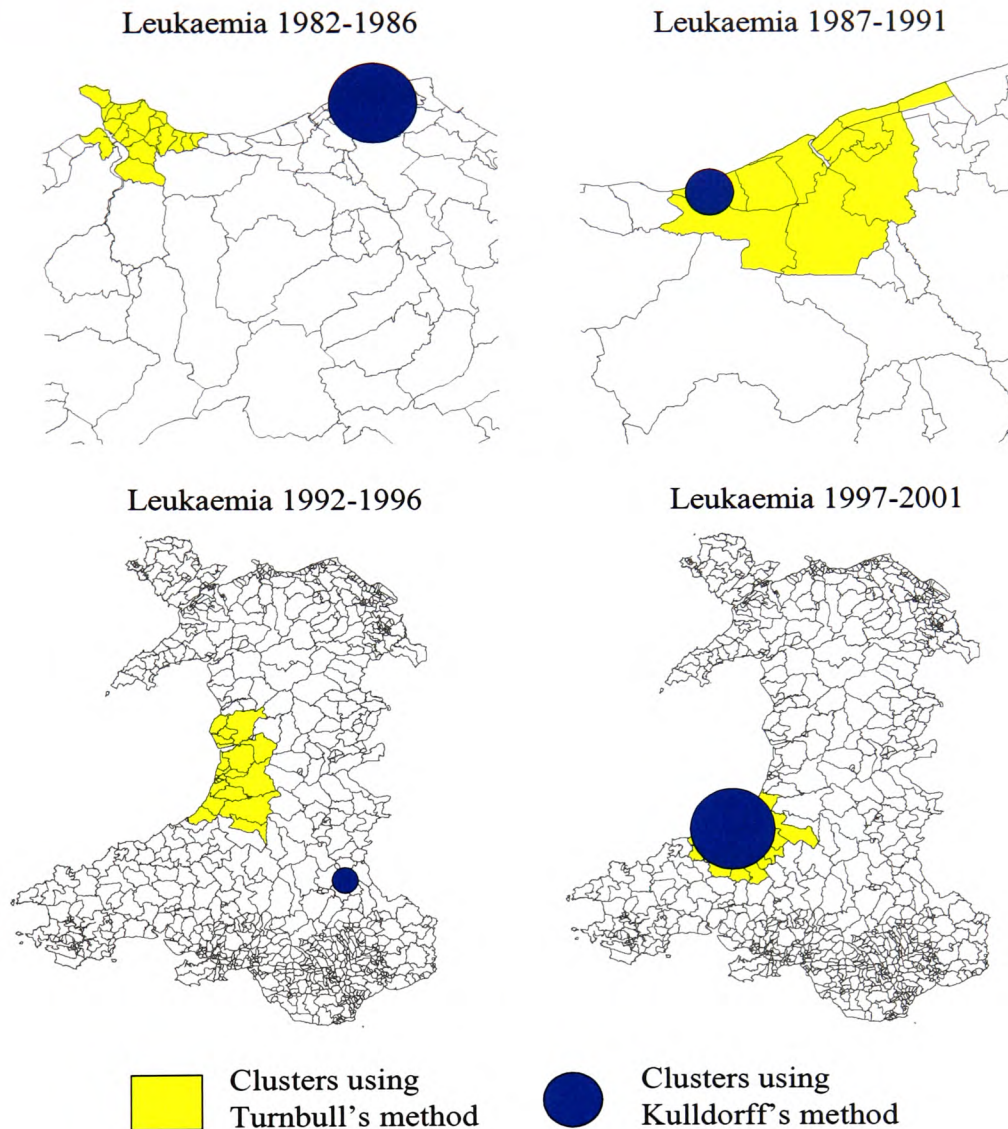 Leukaemia 1982-1986
Leukaemia 1987-1991
Leukaemia 1992-1996
Leukaemia 1997-2001
Clusters using
Turnbull's method
Clusters using
Kulldorff's method